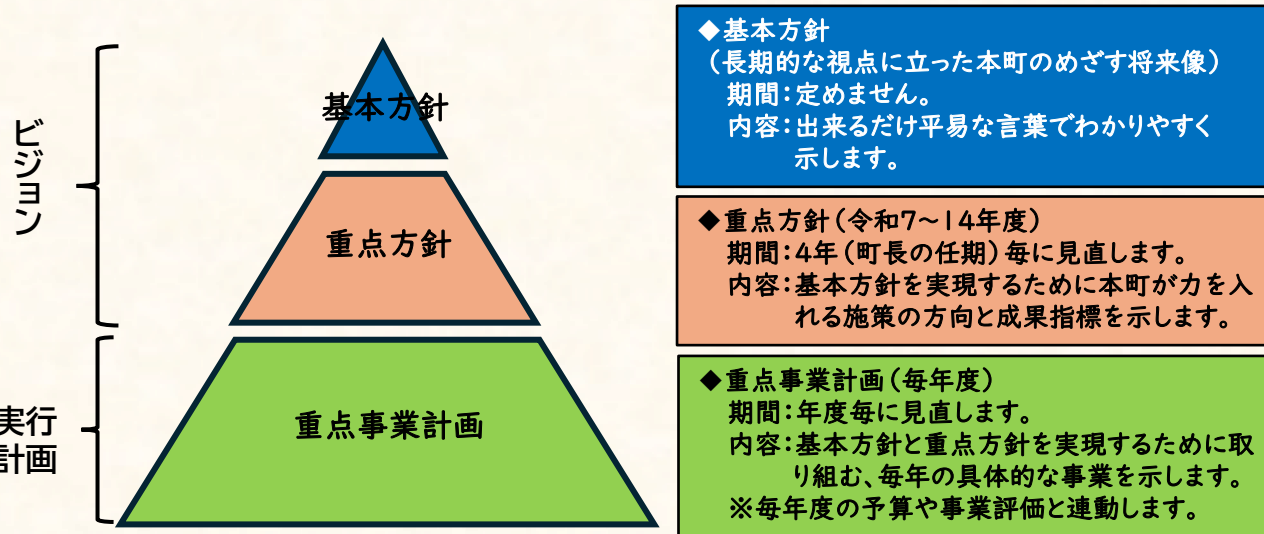 ビジョン
実行
計画
基本方針
重点方針
重点事業計画
◆基本方針
(長期的な視点に立った本町のめざす将来像)
期間:定めません。
内容:出来るだけ平易な言葉でわかりやすく
示します。
◆重点方針(令和7~14年度)
期間:4年(町長の任期)毎に見直します。
内容:基本方針を実現するために本町が力を入
れる施策の方向と成果指標を示します。
◆重点事業計画(毎年度)
期間:年度毎に見直します。
内容:基本方針と重点方針を実現するために取
り組む、毎年の具体的な事業を示します。
※毎年度の予算や事業評価と連動します。